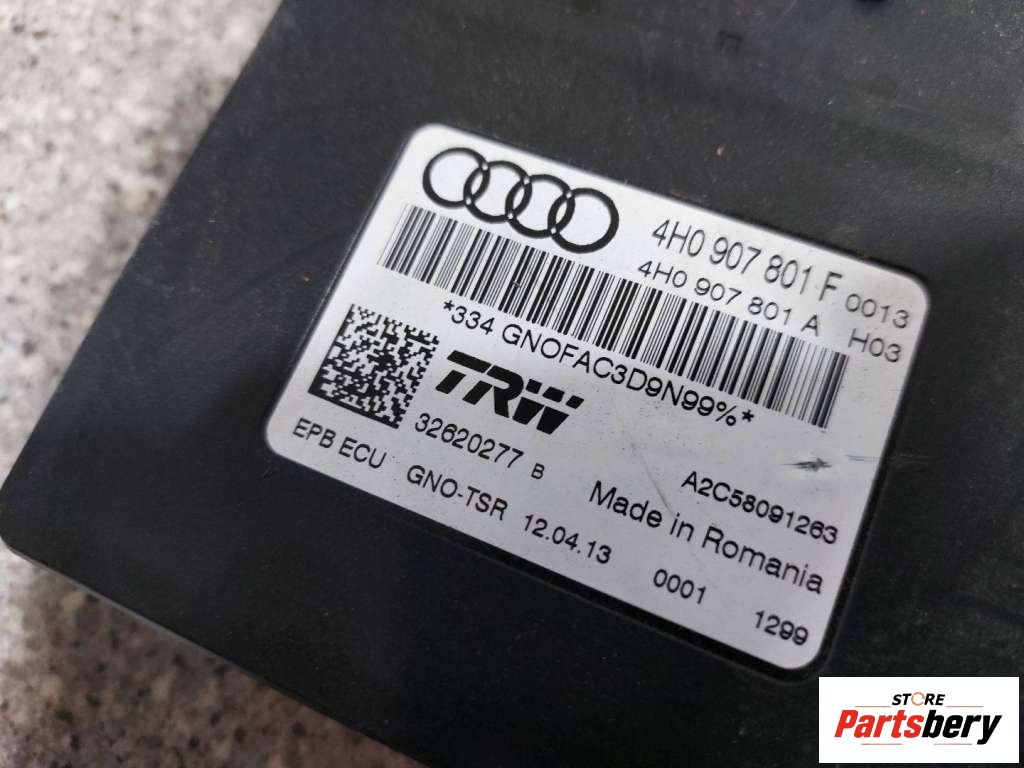 4H0 907 801 F 0013
4H0 907 801 A H03
*334 GNOFAC3D9N99%*
TRW
32620277 B
A2C58091263
EPB ECU GNO-TSR 12.04.13
Made in Romania
0001 1299
STORE
Partsbery